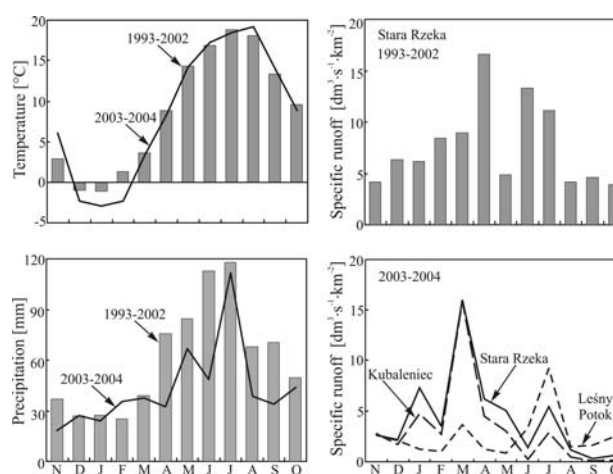 20
15
10
5
0
-5
Temperature [°C]
1993-2002
2003-2004
20
15
10
5
0
Specific runoff [dm³·s⁻¹·km⁻²]
Stara Rzeka
1993-2002
120
90
60
30
0
Precipitation [mm]
1993-2002
2003-2004
N D J F M A M J J A S O
20
15
10
5
0
Specific runoff [dm³·s⁻¹·km⁻²]
2003-2004
Kubaleniec
Stara Rzeka
Leśny
Potok
N D J F M A M J J A S